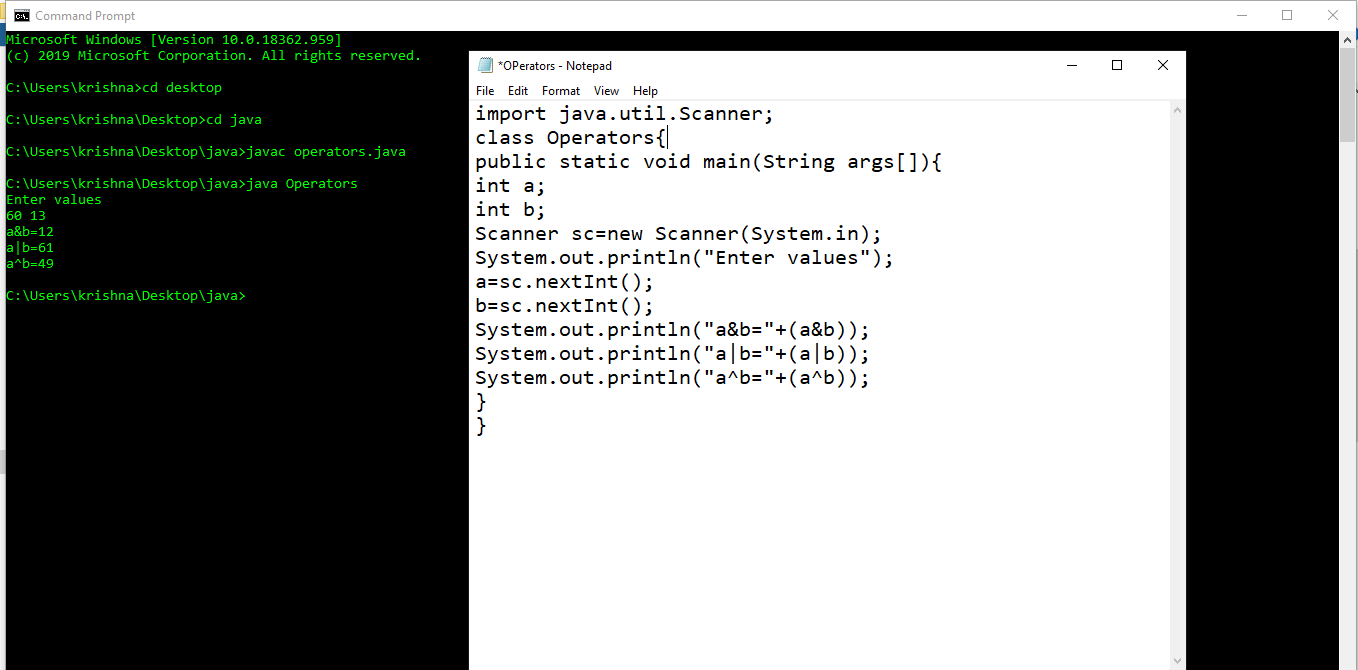 Command Prompt
Microsoft Windows [Version 10.0.18362.959]
(c) 2019 Microsoft Corporation. All rights reserved.
C:\Users\krishna>cd desktop
C:\Users\krishna\Desktop>cd java
C:\Users\krishna\Desktop\java>javac operators.java
C:\Users\krishna\Desktop\java>java Operators
Enter values
60 13
a&b=12
a|b=61
a^b=49
C:\Users\krishna\Desktop\java>
*OPerators - Notepad
File Edit Format View Help
import java.util.Scanner;
class Operators{
public static void main(String args[]){
int a;
int b;
Scanner sc=new Scanner(System.in);
System.out.println("Enter values");
a=sc.nextInt();
b=sc.nextInt();
System.out.println("a&b="+(a&b));
System.out.println("a|b="+(a|b));
System.out.println("a^b="+(a^b));
}
}